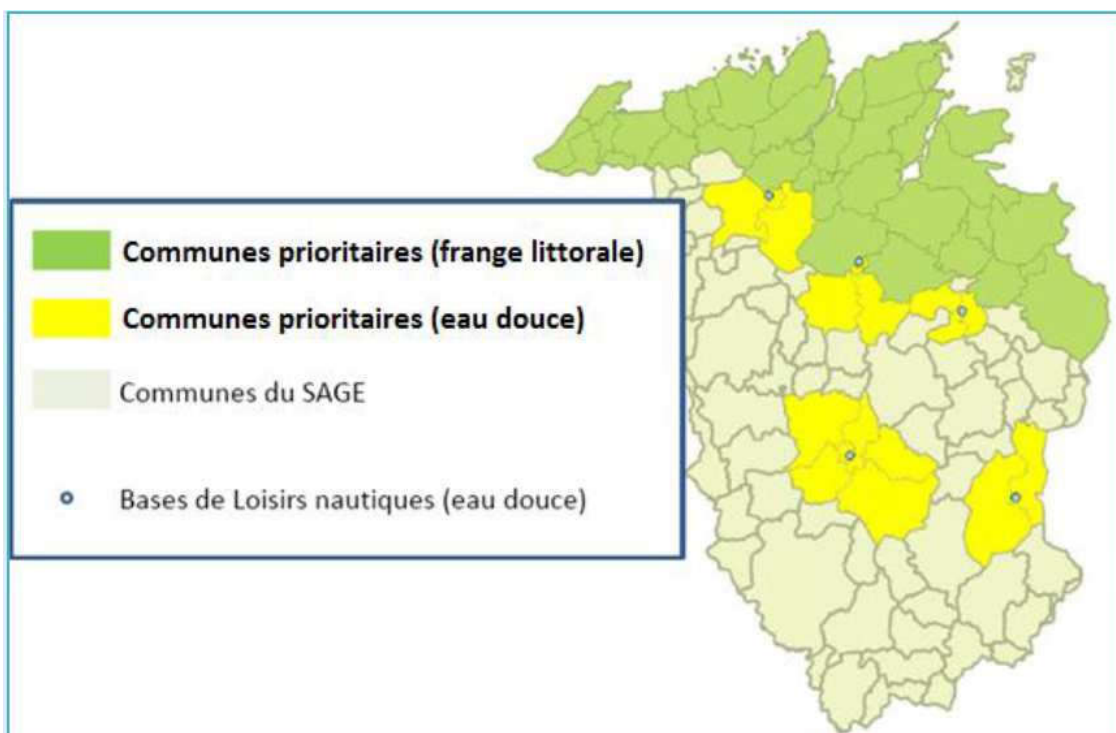 Communes prioritaires (frange littorale)
Communes prioritaires (eau douce)
Communes du SAGE
Bases de Loisirs nautiques (eau douce)